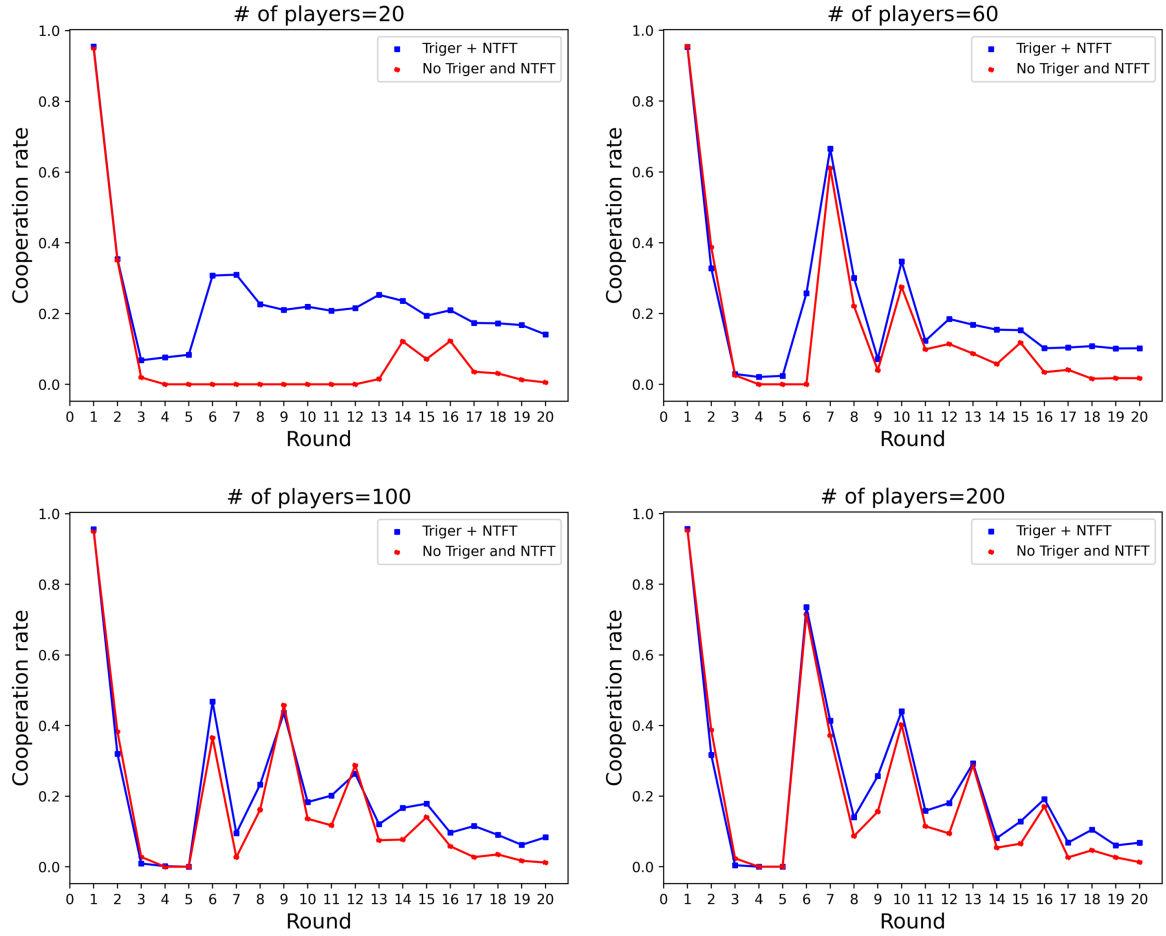 # of players=20
1.0
0.8
0.6
0.4
0.2
0.0
Cooperation rate
Triger + NTFT
No Triger and NTFT
0 1 2 3 4 5 6 7 8 9 10 11 12 13 14 15 16 17 18 19 20
Round
# of players=60
1.0
0.8
0.6
0.4
0.2
0.0
Cooperation rate
Triger + NTFT
No Triger and NTFT
0 1 2 3 4 5 6 7 8 9 10 11 12 13 14 15 16 17 18 19 20
Round
# of players=100
1.0
0.8
0.6
0.4
0.2
0.0
Cooperation rate
Triger + NTFT
No Triger and NTFT
0 1 2 3 4 5 6 7 8 9 10 11 12 13 14 15 16 17 18 19 20
Round
# of players=200
1.0
0.8
0.6
0.4
0.2
0.0
Cooperation rate
Triger + NTFT
No Triger and NTFT
0 1 2 3 4 5 6 7 8 9 10 11 12 13 14 15 16 17 18 19 20
Round